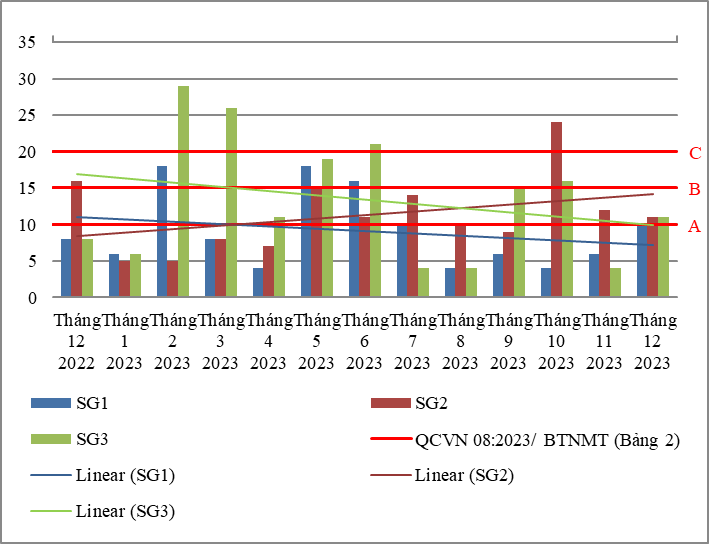 35
30
25
20
15
10
5
0
C
B
A
Tháng 12 2022
Tháng 1 2023
Tháng 2 2023
Tháng 3 2023
Tháng 4 2023
Tháng 5 2023
Tháng 6 2023
Tháng 7 2023
Tháng 8 2023
Tháng 9 2023
Tháng 10 2023
Tháng 11 2023
Tháng 12 2023
SG1
SG2
SG3
QCVN 08:2023/ BTNMT (Bảng 2)
Linear (SG1)
Linear (SG2)
Linear (SG3)